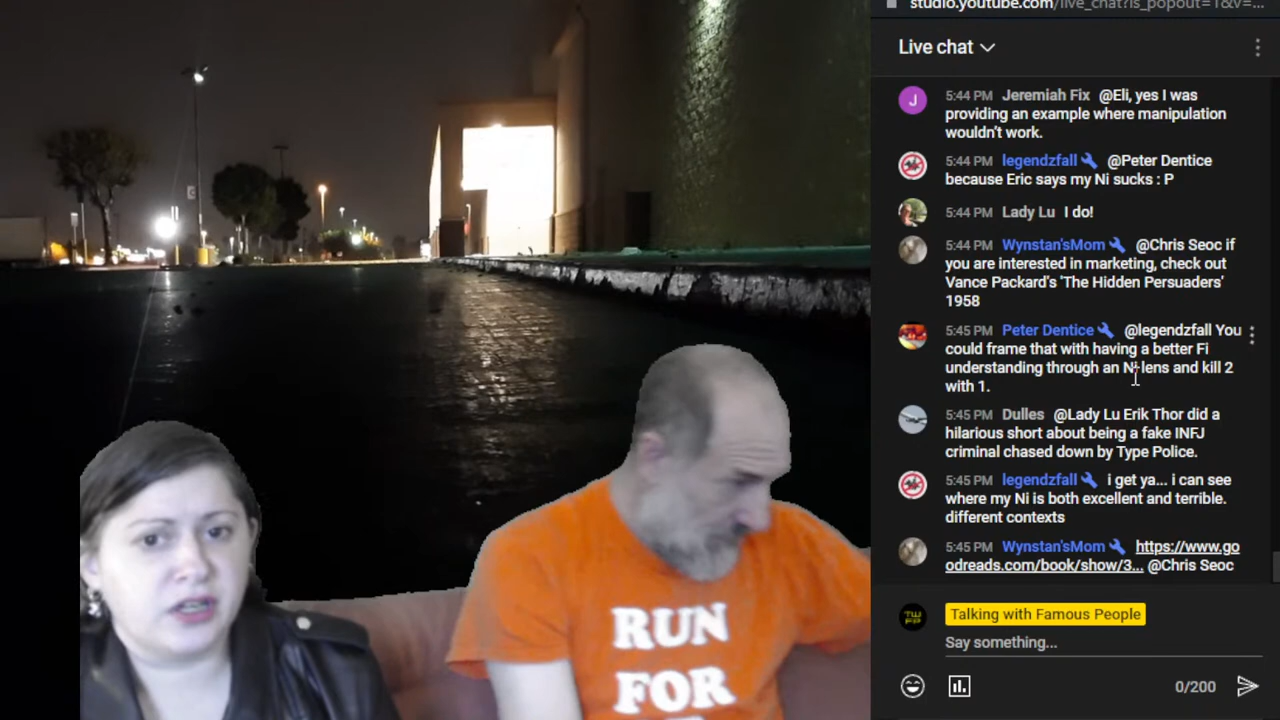 studio.youtube.com/live_chat?is_popout=1&v=...
Live chat
5:44 PM Jeremiah Fix @Eli, yes I was
providing an example where manipulation
wouldn't work.
5:44 PM legendzfall @Peter Dentice
because Eric says my Ni sucks : P
5:44 PM Lady Lu I do!
5:44 PM Wynstan'sMom @Chris Seoc if
you are interested in marketing, check out
Vance Packard's 'The Hidden Persuaders'
1958
5:45 PM Peter Dentice @legendzfall You
could frame that with having a better Fi
understanding through an Ni lens and kill 2
with 1.
5:45 PM Dulles @Lady Lu Erik Thor did a
hilarious short about being a fake INFJ
criminal chased down by Type Police.
5:45 PM legendzfall i get ya... i can see
where my Ni is both excellent and terrible.
different contexts
5:45 PM Wynstan'sMom https://www.go
odreads.com/book/show/3... @Chris Seoc
Talking with Famous People
Say something...
0/200
J
TW
FP
RUN
FOR